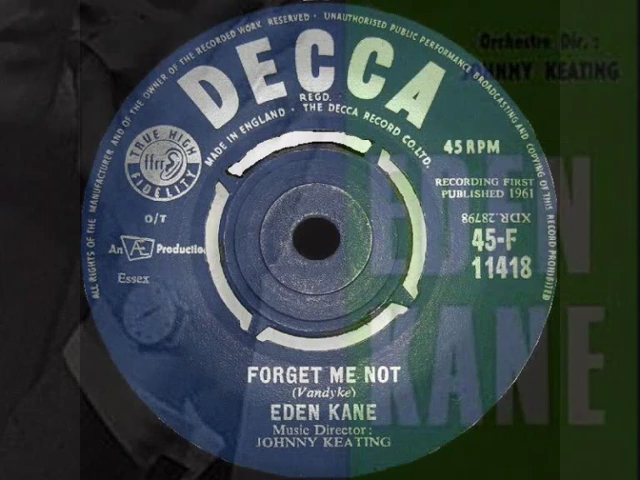 ALL RIGHTS OF THE MANUFACTURER AND OF THE OWNER OF THE RECORDED WORK RESERVED · UNAUTHORISED PUBLIC PERFORMANCE BROADCASTING AND COPYING OF THIS RECORD PROHIBITED
DECCA
REGD.
MADE IN ENGLAND · THE DECCA RECORD CO. LTD.
Orchestra Dir. :
JOHNNY KEATING
TRUE HIGH
ffrr
FIDELITY
45 RPM
RECORDING FIRST
PUBLISHED 1961
O/T
XDR.28798
45-F
11418
An AE Production
Essex
EDEN
KANE
FORGET ME NOT
(Vandyke)
EDEN KANE
Music Director:
JOHNNY KEATING